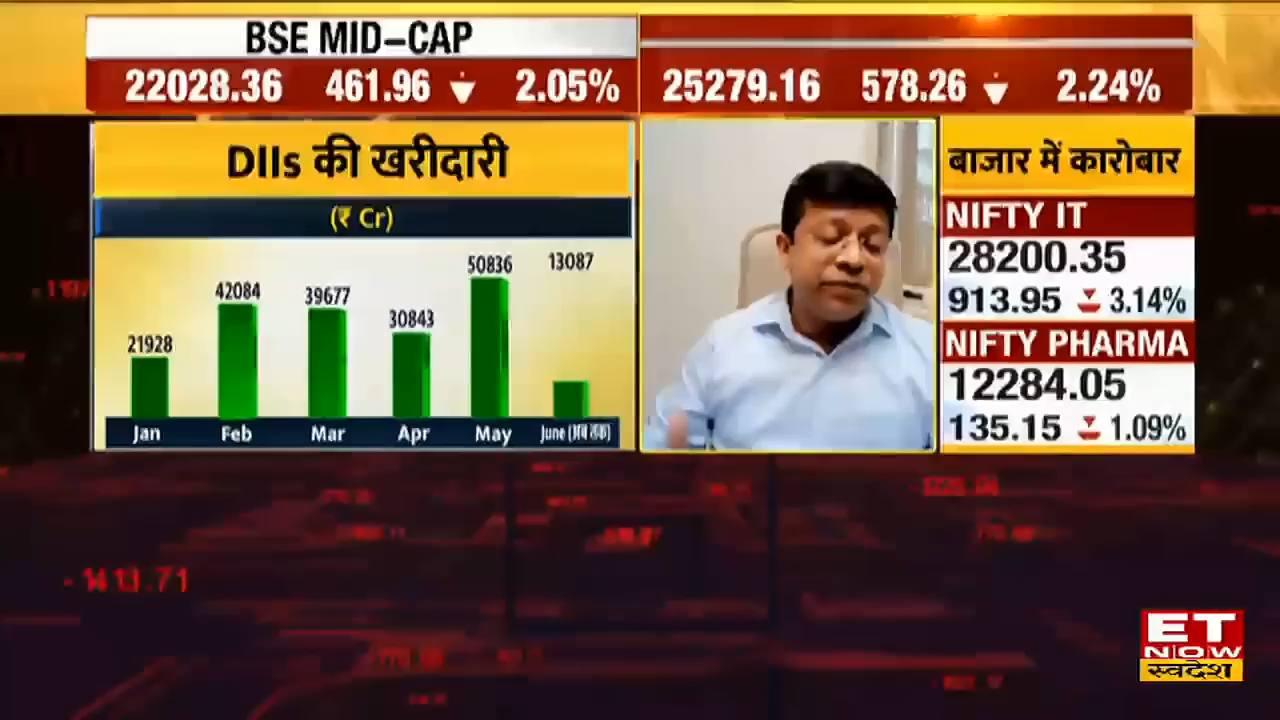 BSE MID-CAP
22028.36 461.96 2.05%
25279.16 578.26 2.24%
DIIs की खरीदारी
(₹ Cr)
21928 42084 39677 30843 50836 13087
Jan Feb Mar Apr May June (अब तक)
बाजार में कारोबार
NIFTY IT
28200.35
913.95 3.14%
NIFTY PHARMA
12284.05
135.15 1.09%
- 1413.71
ET
NOW
स्वदेश